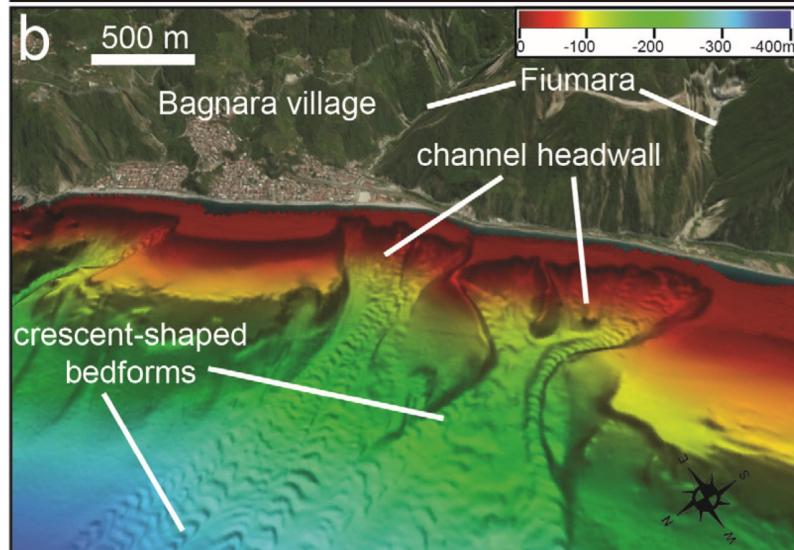 b
500 m
0 -100 -200 -300 -400m
Fiumara
Bagnara village
channel headwall
crescent-shaped
bedforms
E
S
N
W